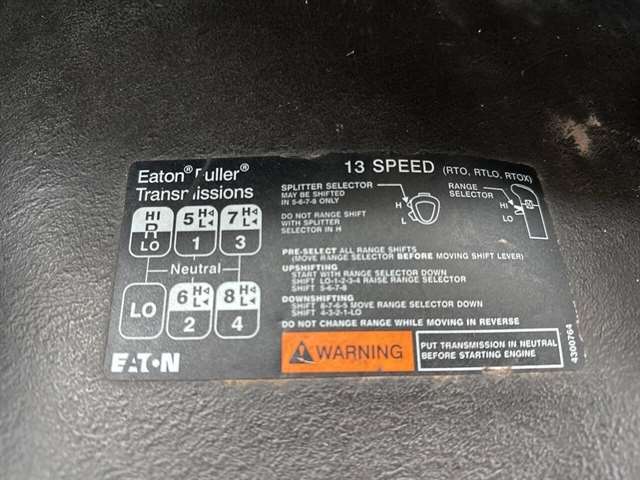 Eaton® Fuller®
Transmissions
13 SPEED (RTO, RTLO, RTOX)
HI
R
LO
5 H L
1
7 H L
3
Neutral
LO
6 H L
2
8 H L
4
EATON
SPLITTER SELECTOR
MAY BE SHIFTED
IN 5-6-7-8 ONLY
DO NOT RANGE SHIFT
WITH SPLITTER
SELECTOR IN H
H
L
RANGE
SELECTOR
HI
LO
PRE-SELECT ALL RANGE SHIFTS
(MOVE RANGE SELECTOR BEFORE MOVING SHIFT LEVER)
UPSHIFTING
START WITH RANGE SELECTOR DOWN
SHIFT LO-1-2-3-4 RAISE RANGE SELECTOR
SHIFT 5-6-7-8
DOWNSHIFTING
SHIFT 8-7-6-5 MOVE RANGE SELECTOR DOWN
SHIFT 4-3-2-1-LO
DO NOT CHANGE RANGE WHILE MOVING IN REVERSE
WARNING
PUT TRANSMISSION IN NEUTRAL
BEFORE STARTING ENGINE
4300764